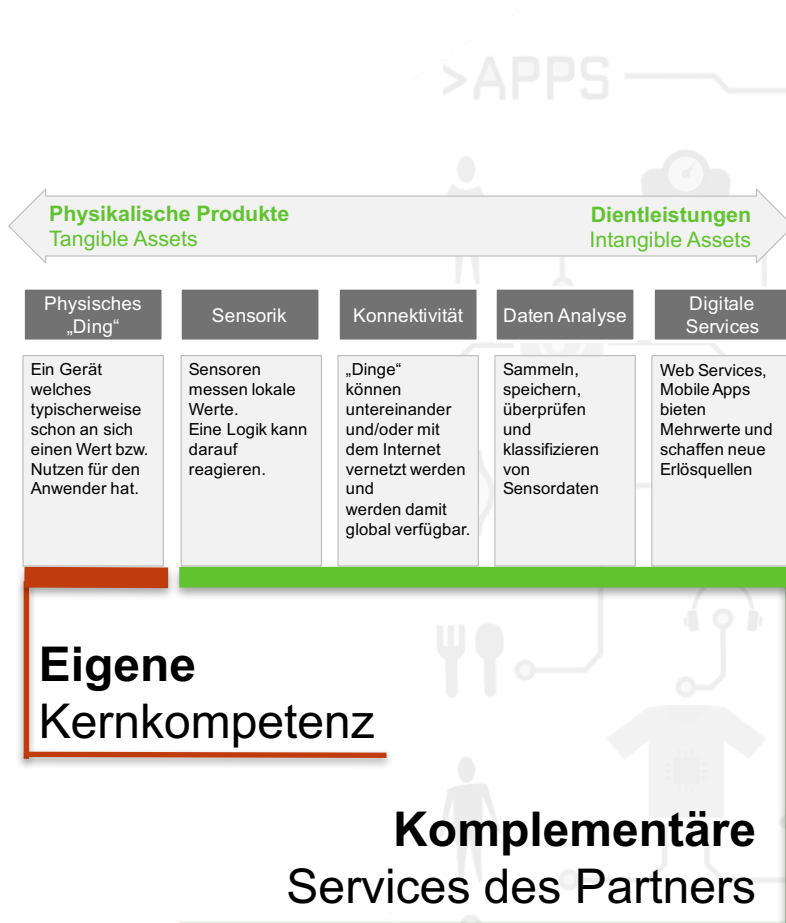 >APPS
Physikalische Produkte
Tangible Assets
Dientleistungen
Intangible Assets
Physisches
„Ding“
Sensorik
Konnektivität
Daten Analyse
Digitale
Services
Ein Gerät
welches
typischerweise
schon an sich
einen Wert bzw.
Nutzen für den
Anwender hat.
Sensoren
messen lokale
Werte.
Eine Logik kann
darauf
reagieren.
„Dinge“
können
untereinander
und/oder mit
dem Internet
vernetzt werden
und
werden damit
global verfügbar.
Sammeln,
speichern,
überprüfen
und
klassifizieren
von
Sensordaten
Web Services,
Mobile Apps
bieten
Mehrwerte und
schaffen neue
Erlösquellen
Eigene
Kernkompetenz
Komplementäre
Services des Partners